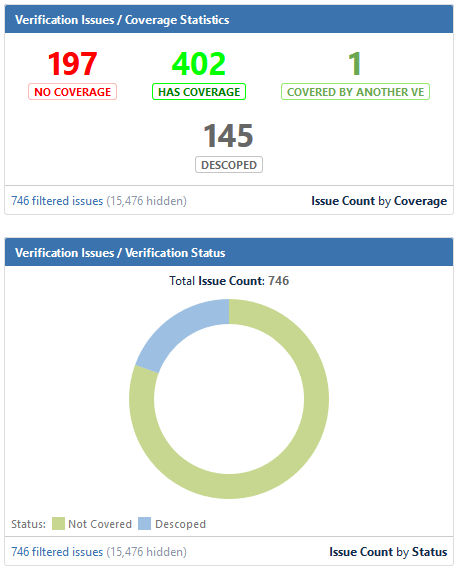 Verification Issues / Coverage Statistics
197 402 1
NO COVERAGE HAS COVERAGE COVERED BY ANOTHER VE
145
DESCOPED
746 filtered issues (15,476 hidden) Issue Count by Coverage
Verification Issues / Verification Status
Total Issue Count: 746
Status: Not Covered Descoped
746 filtered issues (15,476 hidden) Issue Count by Status